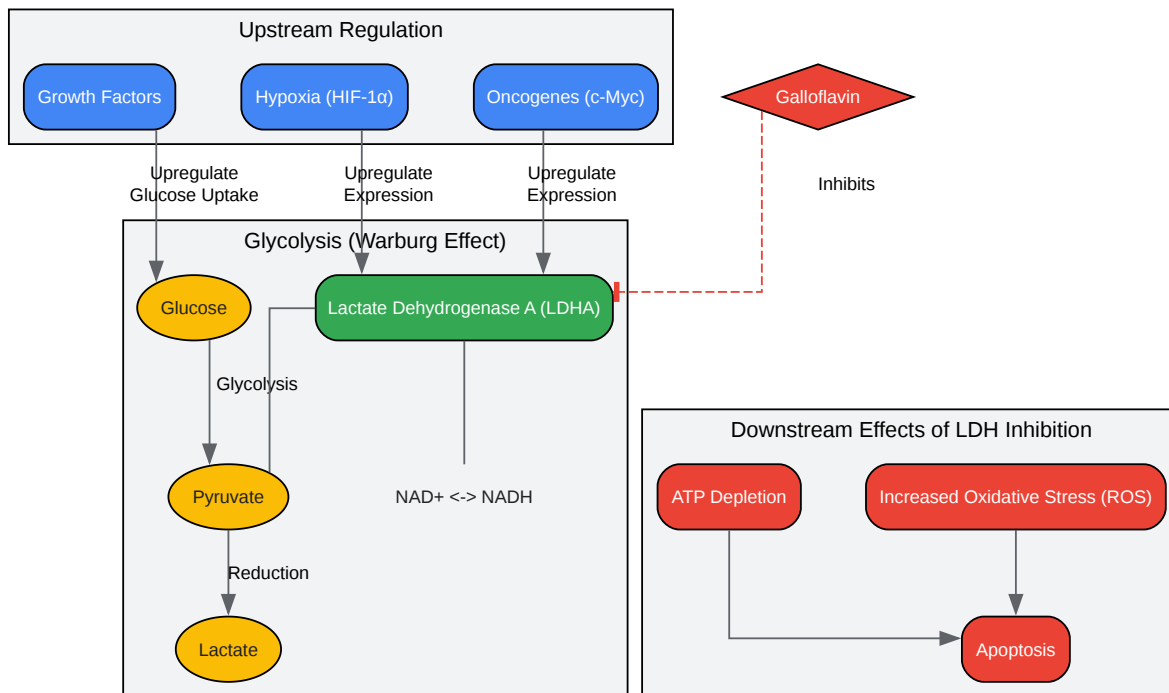 Upstream Regulation
Growth Factors
Hypoxia (HIF-1α)
Oncogenes (c-Myc)
Galloflavin
Upregulate
Glucose Uptake
Upregulate
Expression
Upregulate
Expression
Inhibits
Glycolysis (Warburg Effect)
Glucose
Lactate Dehydrogenase A (LDHA)
Glycolysis
Pyruvate
NAD+ <-> NADH
Reduction
Lactate
Downstream Effects of LDH Inhibition
ATP Depletion
Increased Oxidative Stress (ROS)
Apoptosis